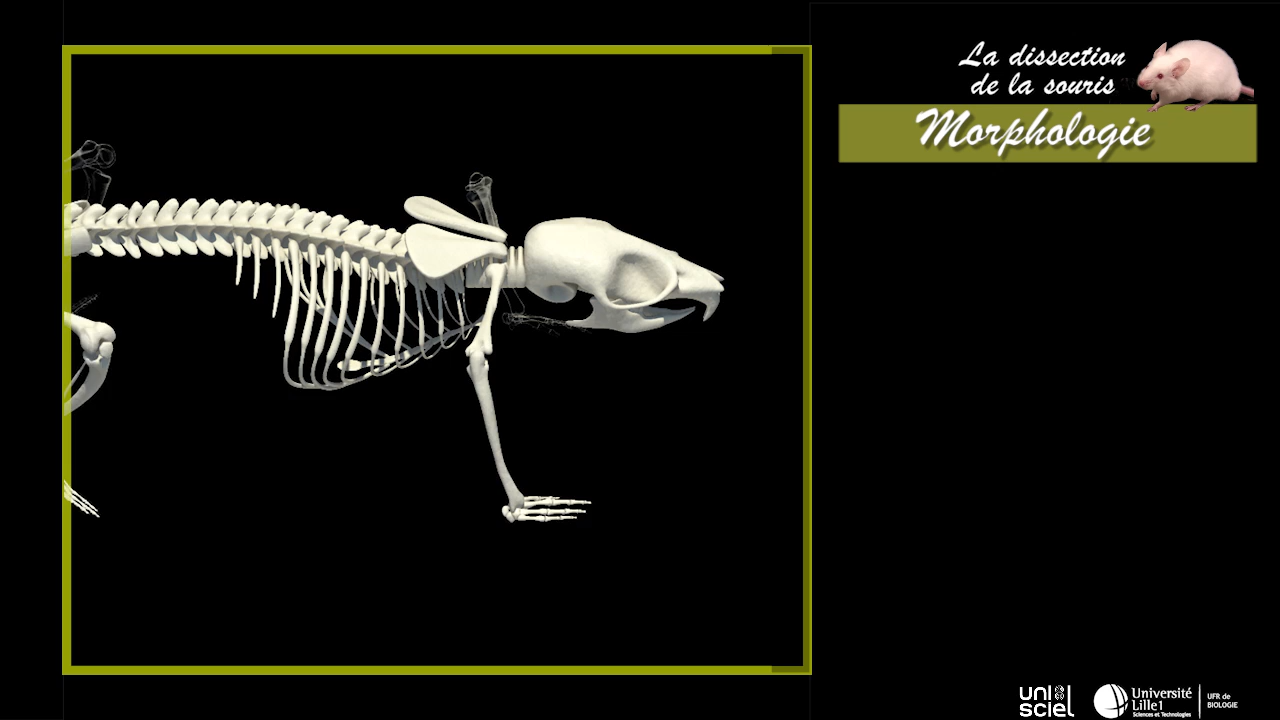 La dissection
de la souris
Morphologie
uni
sciel
Université
Lille1
Sciences et Technologies
UFR de
BIOLOGIE